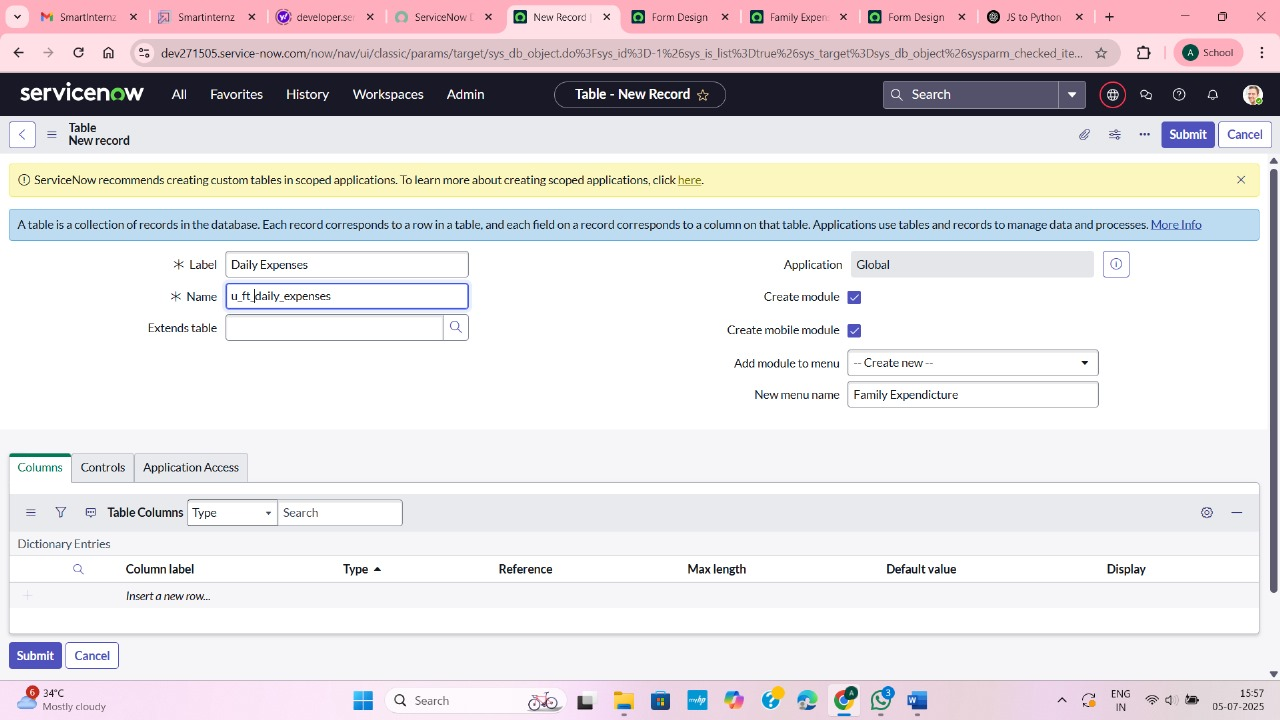 SmartInternz
Smartinternz
developer.ser
ServiceNow D
New Record |
Form Design
Family Expen
Form Design
JS to Python
dev271505.service-now.com/now/nav/ui/classic/params/target/sys_db_object.do%3Fsys_id%3D-1%26sys_is_list%3Dtrue%26sys_target%3Dsys_db_object%26sysparm_checked_ite...
A School
servicenow All Favorites History Workspaces Admin
Table - New Record
Search
Table
New record
Submit
Cancel
ServiceNow recommends creating custom tables in scoped applications. To learn more about creating scoped applications, click here.
A table is a collection of records in the database. Each record corresponds to a row in a table, and each field on a record corresponds to a column on that table. Applications use tables and records to manage data and processes. More Info
Label Daily Expenses
Application Global
Name u_ft_daily_expenses
Create module
Extends table
Create mobile module
Add module to menu -- Create new --
New menu name Family Expendicture
Columns Controls Application Access
Table Columns Type Search
Dictionary Entries
Column label Type Reference Max length Default value Display
Insert a new row...
Submit Cancel
6
34°C
Mostly cloudy
Search
A
3
ENG
IN
15:57
05-07-2025